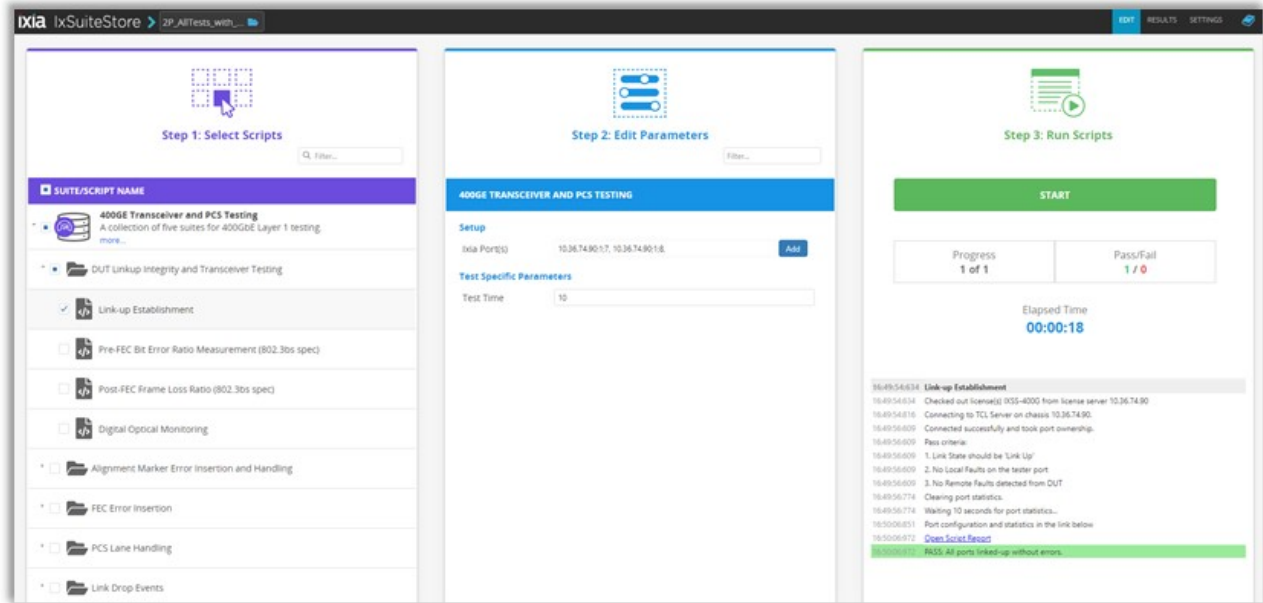 ixia IxSuiteStore > 2P_AllTests_with_...
EDIT RESULTS SETTINGS
Step 1: Select Scripts
Filter...
SUITE/SCRIPT NAME
400GE Transceiver and PCS Testing
A collection of five suites for 400GbE Layer 1 testing.
more...
DUT Linkup Integrity and Transceiver Testing
Link-up Establishment
Pre-FEC Bit Error Ratio Measurement (802.3bs spec)
Post-FEC Frame Loss Ratio (802.3bs spec)
Digital Optical Monitoring
Alignment Marker Error Insertion and Handling
FEC Error Insertion
PCS Lane Handling
Link Drop Events
Step 2: Edit Parameters
Filter...
400GE TRANSCEIVER AND PCS TESTING
Setup
Ixia Port(s) 10.36.74.90:1;7, 10.36.74.90:1;8, Add
Test Specific Parameters
Test Time 10
Step 3: Run Scripts
START
Progress
1 of 1
Pass/Fail
1 / 0
Elapsed Time
00:00:18
16:49:54:634 Link-up Establishment
16:49:54:634 Checked out license(s) IXSS-400G from license server 10.36.74.90
16:49:54:816 Connecting to TCL Server on chassis 10.36.74.90.
16:49:56:609 Connected successfully and took port ownership.
16:49:56:609 Pass criteria:
16:49:56:609 1. Link State should be 'Link Up'
16:49:56:609 2. No Local Faults on the tester port
16:49:56:609 3. No Remote Faults detected from DUT
16:49:56:774 Clearing port statistics.
16:49:56:774 Waiting 10 seconds for port statistics...
16:50:06:851 Port configuration and statistics in the link below
16:50:06:972 Open Script Report
16:50:06:972 PASS: All ports linked-up without errors.